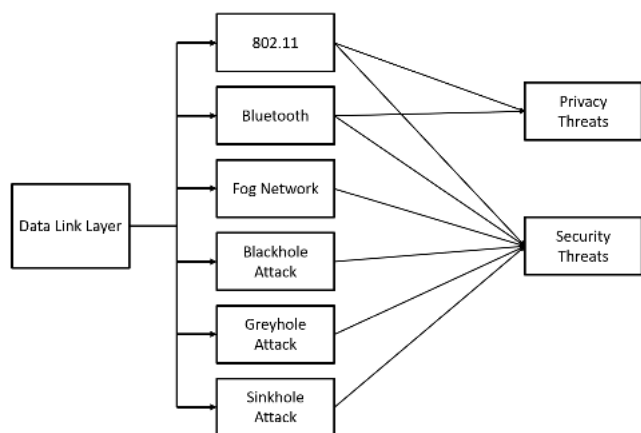 802.11
Bluetooth
Fog Network
Data Link Layer
Blackhole
Attack
Greyhole
Attack
Sinkhole
Attack
Privacy
Threats
Security
Threats